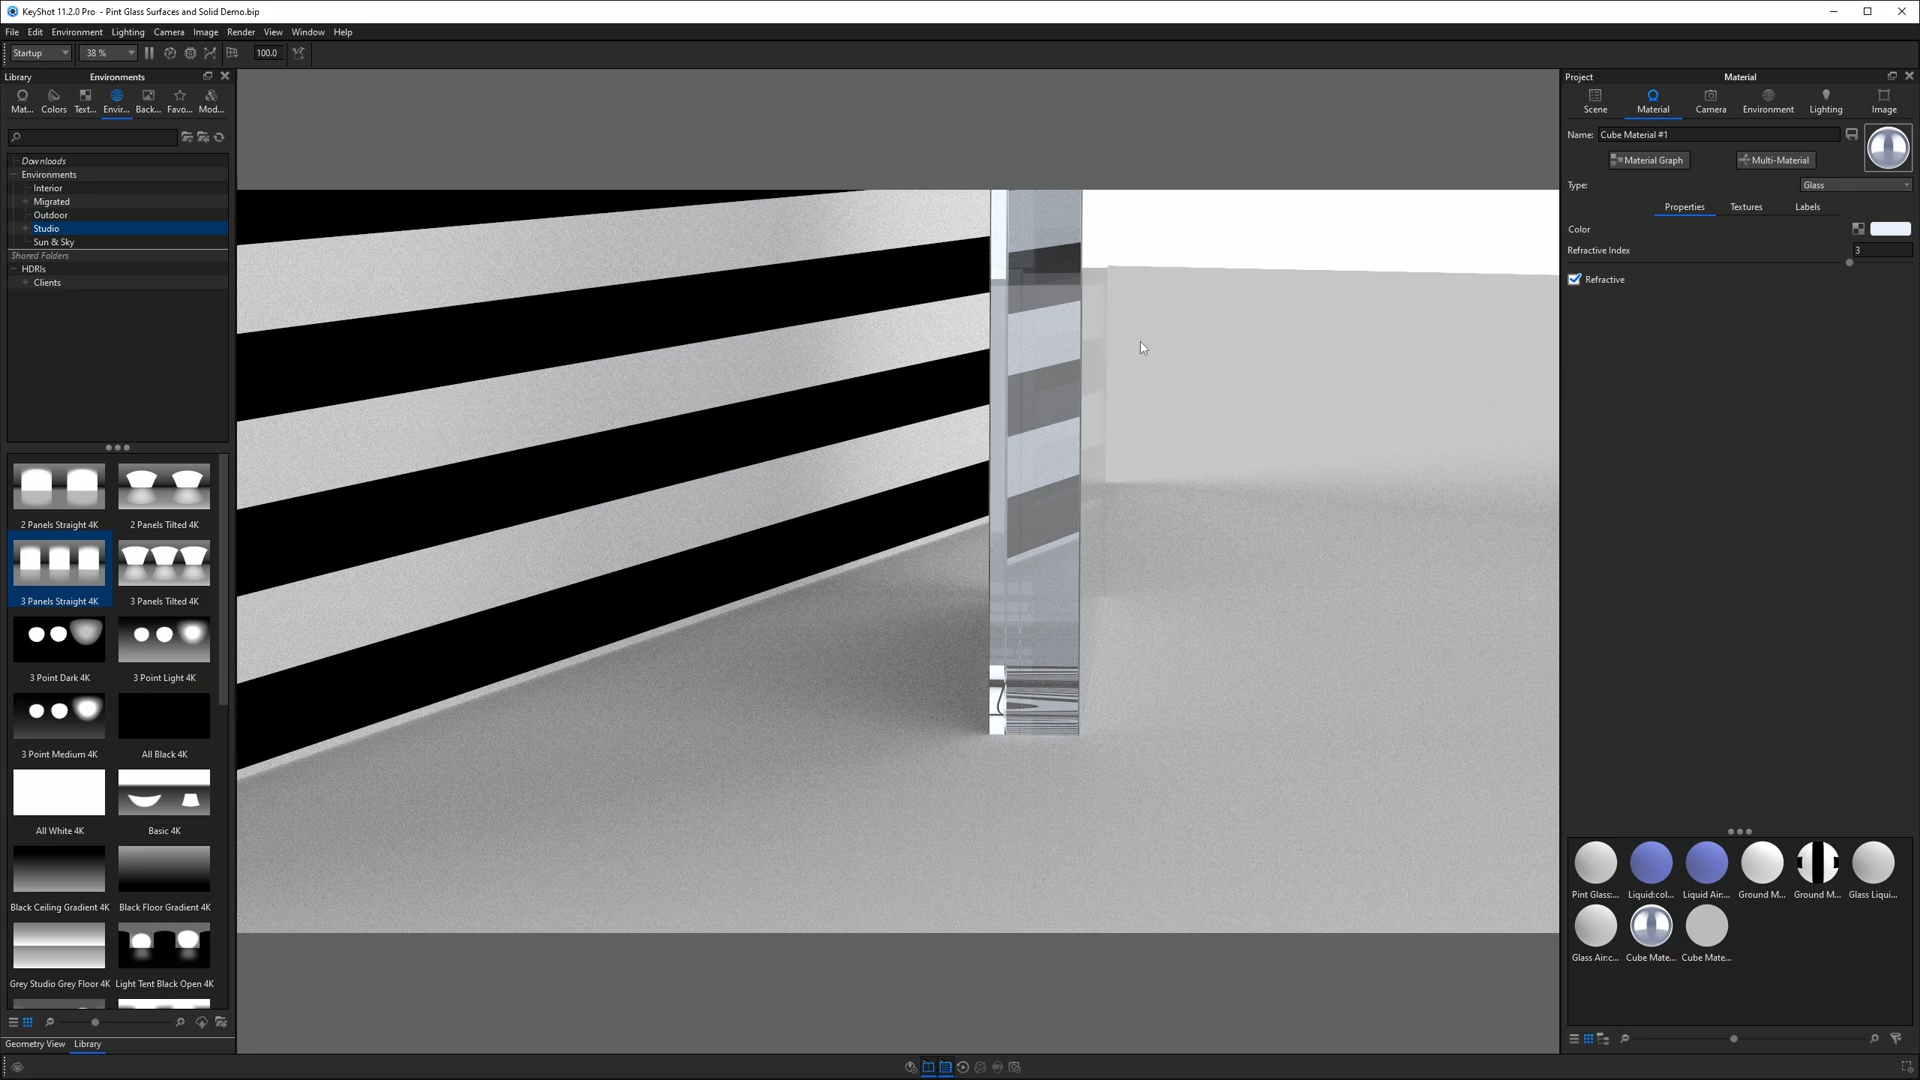 KeyShot 11.2.0 Pro - Pint Glass Surfaces and Solid Demo.bip
File Edit Environment Lighting Camera Image Render View Window Help
Startup 38 % 100.0
Library Environments
Mat... Colors Text... Envir... Back... Favo... Mod...
Downloads
Environments
Interior
Migrated
Outdoor
Studio
Sun & Sky
Shared Folders
HDRIs
Clients
2 Panels Straight 4K 2 Panels Tilted 4K
3 Panels Straight 4K 3 Panels Tilted 4K
3 Point Dark 4K 3 Point Light 4K
3 Point Medium 4K All Black 4K
All White 4K Basic 4K
Black Ceiling Gradient 4K Black Floor Gradient 4K
Grey Studio Grey Floor 4K Light Tent Black Open 4K
Geometry View Library
Project Material
Scene Material Camera Environment Lighting Image
Name: Cube Material #1
Material Graph Multi-Material
Type: Glass
Properties Textures Labels
Color
Refractive Index 3
Refractive
Pint Glass:... Liquid:col... Liquid Air:... Ground M... Ground M... Glass Liqui...
Glass Air:c... Cube Mate... Cube Mate...